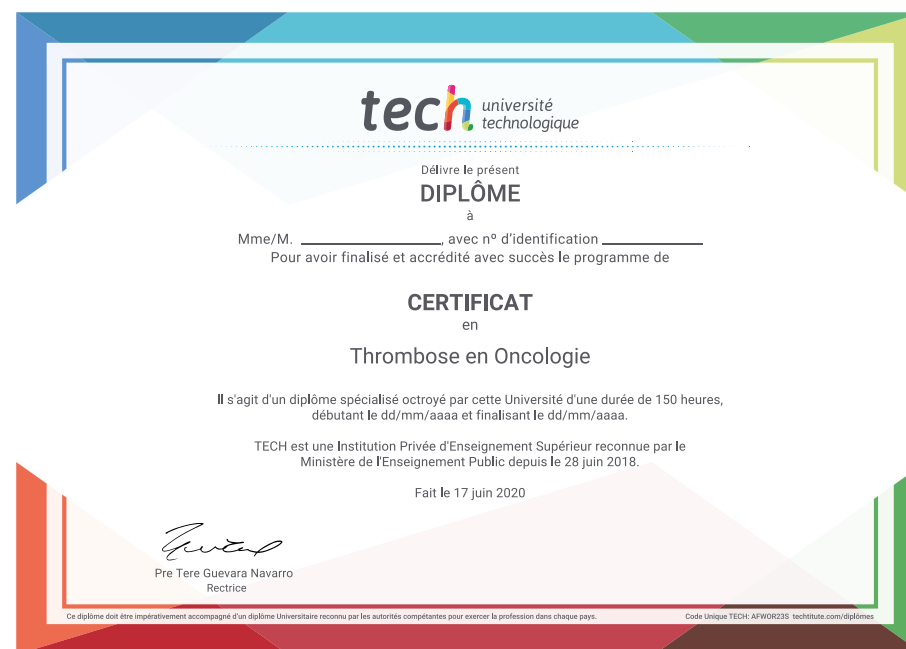 tech université
technologique
Délivre le présent
DIPLÔME
à
Mme/M. ____________________, avec nº d'identification ______________
Pour avoir finalisé et accrédité avec succès le programme de
CERTIFICAT
en
Thrombose en Oncologie
Il s'agit d'un diplôme spécialisé octroyé par cette Université d'une durée de 150 heures,
débutant le dd/mm/aaaa et finalisant le dd/mm/aaaa.
TECH est une Institution Privée d'Enseignement Supérieur reconnue par le
Ministère de l'Enseignement Public depuis le 28 juin 2018.
Fait le 17 juin 2020
Pre Tere Guevara Navarro
Rectrice
Ce diplôme doit être impérativement accompagné d'un diplôme Universitaire reconnu par les autorités compétantes pour exercer la profession dans chaque pays.
Code Unique TECH: AFWOR23S techtitute.com/diplômes